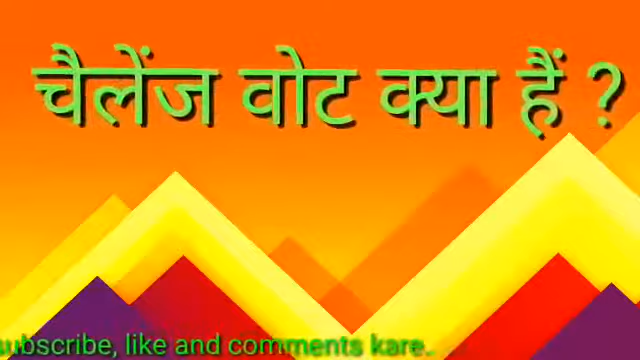 चैलेंज वोट क्या हैं ?
subscribe, like and comments kare.